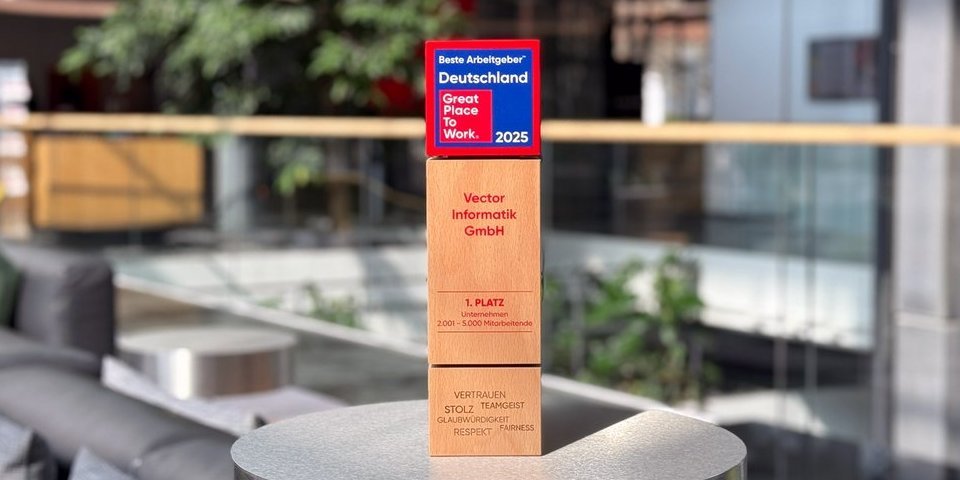 Beste Arbeitgeber™
Deutschland
Great
Place
To
Work®
2025
Vector
Informatik
GmbH
1. PLATZ
Unternehmen
2.001 – 5.000 Mitarbeitende
VERTRAUEN
STOLZ TEAMGEIST
GLAUBWÜRDIGKEIT
RESPEKT FAIRNESS